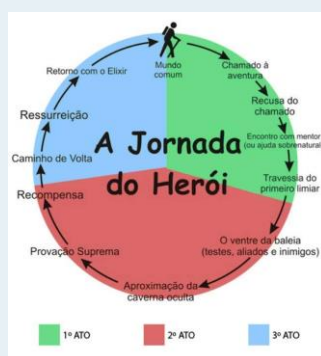 Mundo
comum
Chamado à
aventura
Recusa do
chamado
Encontro com mentor
(ou ajuda sobrenatural)
Travessia do
primeiro limiar
O ventre da baleia
(testes, aliados e inimigos)
Aproximação da
caverna oculta
Provação Suprema
Recompensa
Caminho de Volta
Ressurreição
Retorno com o Elixir
A Jornada
do Herói
1º ATO
2º ATO
3º ATO